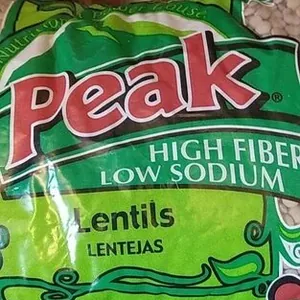 Peak®
HIGH FIBER
LOW SODIUM
Lentils
LENTEJAS